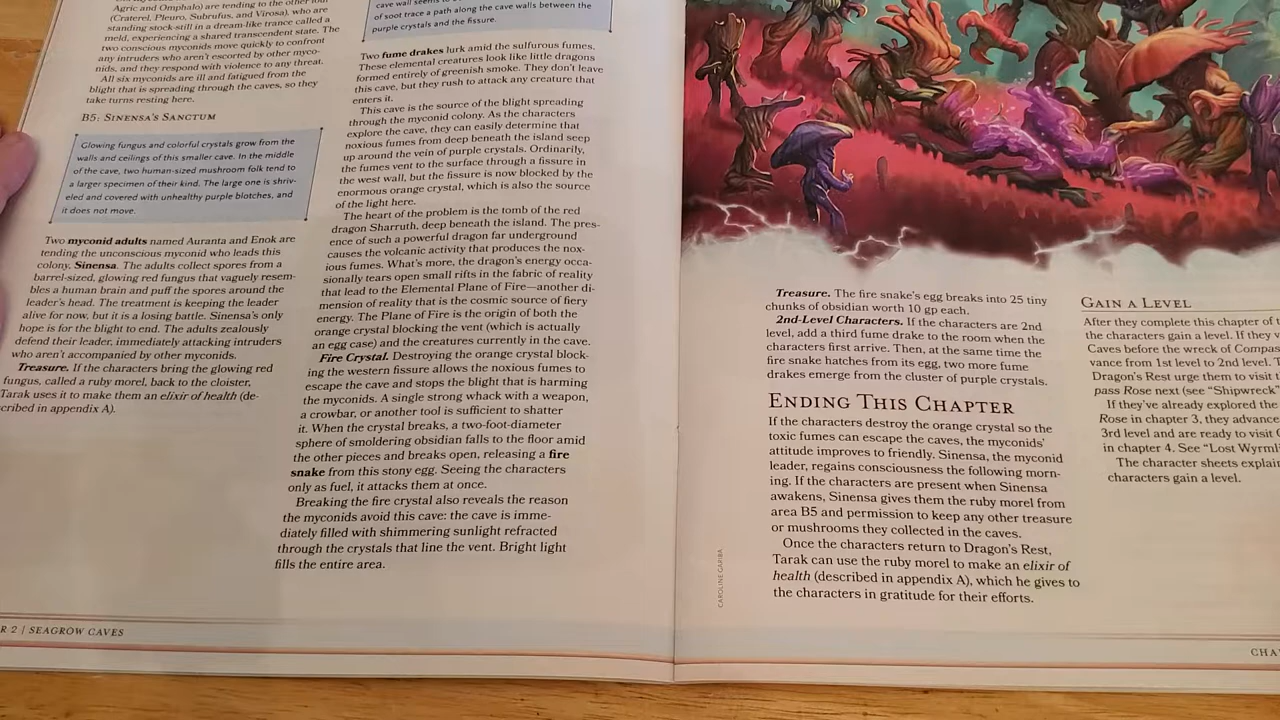 Agric and Omphalo) are tending to the other four
(Craterel, Pleuro, Subrufus, and Virosa), who are
standing stock-still in a dream-like trance called a
meld, experiencing a shared transcendent state. The
two conscious myconids move quickly to confront
any intruders who aren't escorted by other myco-
nids, and they respond with violence to any threat.
All six myconids are ill and fatigued from the
blight that is spreading through the caves, so they
take turns resting here.
B5: Sinensa's Sanctum
Glowing fungus and colorful crystals grow from the
walls and ceilings of this smaller cave. In the middle
of the cave, two human-sized mushroom folk tend to
a larger specimen of their kind. The large one is shriv-
eled and covered with unhealthy purple blotches, and
it does not move.
Two myconid adults named Auranta and Enok are
tending the unconscious myconid who leads this
colony, Sinensa. The adults collect spores from a
barrel-sized, glowing red fungus that vaguely resem-
bles a human brain and puff the spores around the
leader's head. The treatment is keeping the leader
alive for now, but it is a losing battle. Sinensa's only
hope is for the blight to end. The adults zealously
defend their leader, immediately attacking intruders
who aren't accompanied by other myconids.
Treasure. If the characters bring the glowing red
fungus, called a ruby morel, back to the cloister,
Tarak uses it to make them an elixir of health (de-
scribed in appendix A).
cave wall seems to
of soot trace a path along the cave walls between the
purple crystals and the fissure.
Two fume drakes lurk amid the sulfurous fumes.
These elemental creatures look like little dragons
formed entirely of greenish smoke. They don't leave
this cave, but they rush to attack any creature that
enters it.
This cave is the source of the blight spreading
through the myconid colony. As the characters
explore the cave, they can easily determine that
noxious fumes from deep beneath the island seep
up around the vein of purple crystals. Ordinarily,
the fumes vent to the surface through a fissure in
the west wall, but the fissure is now blocked by the
enormous orange crystal, which is also the source
of the light here.
The heart of the problem is the tomb of the red
dragon Sharruth, deep beneath the island. The pres-
ence of such a powerful dragon far underground
causes the volcanic activity that produces the nox-
ious fumes. What's more, the dragon's energy occa-
sionally tears open small rifts in the fabric of reality
that lead to the Elemental Plane of Fire—another di-
mension of reality that is the cosmic source of fiery
energy. The Plane of Fire is the origin of both the
orange crystal blocking the vent (which is actually
an egg case) and the creatures currently in the cave.
Fire Crystal. Destroying the orange crystal block-
ing the western fissure allows the noxious fumes to
escape the cave and stops the blight that is harming
the myconids. A single strong whack with a weapon,
a crowbar, or another tool is sufficient to shatter
it. When the crystal breaks, a two-foot-diameter
sphere of smoldering obsidian falls to the floor amid
the other pieces and breaks open, releasing a fire
snake from this stony egg. Seeing the characters
only as fuel, it attacks them at once.
Breaking the fire crystal also reveals the reason
the myconids avoid this cave: the cave is imme-
diately filled with shimmering sunlight refracted
through the crystals that line the vent. Bright light
fills the entire area.
R 2 | SEAGROW CAVES
CAROLINE GARIBA
Treasure. The fire snake's egg breaks into 25 tiny
chunks of obsidian worth 10 gp each.
2nd-Level Characters. If the characters are 2nd
level, add a third fume drake to the room when the
characters first arrive. Then, at the same time the
fire snake hatches from its egg, two more fume
drakes emerge from the cluster of purple crystals.
Ending This Chapter
If the characters destroy the orange crystal so the
toxic fumes can escape the caves, the myconids'
attitude improves to friendly. Sinensa, the myconid
leader, regains consciousness the following morn-
ing. If the characters are present when Sinensa
awakens, Sinensa gives them the ruby morel from
area B5 and permission to keep any other treasure
or mushrooms they collected in the caves.
Once the characters return to Dragon's Rest,
Tarak can use the ruby morel to make an elixir of
health (described in appendix A), which he gives to
the characters in gratitude for their efforts.
Gain a Level
After they complete this chapter of t
the characters gain a level. If they v
Caves before the wreck of Compas
vance from 1st level to 2nd level. T
Dragon's Rest urge them to visit t
pass Rose next (see "Shipwreck"
If they've already explored the
Rose in chapter 3, they advance
3rd level and are ready to visit
in chapter 4. See "Lost Wyrmli
The character sheets explai
characters gain a level.
CHA